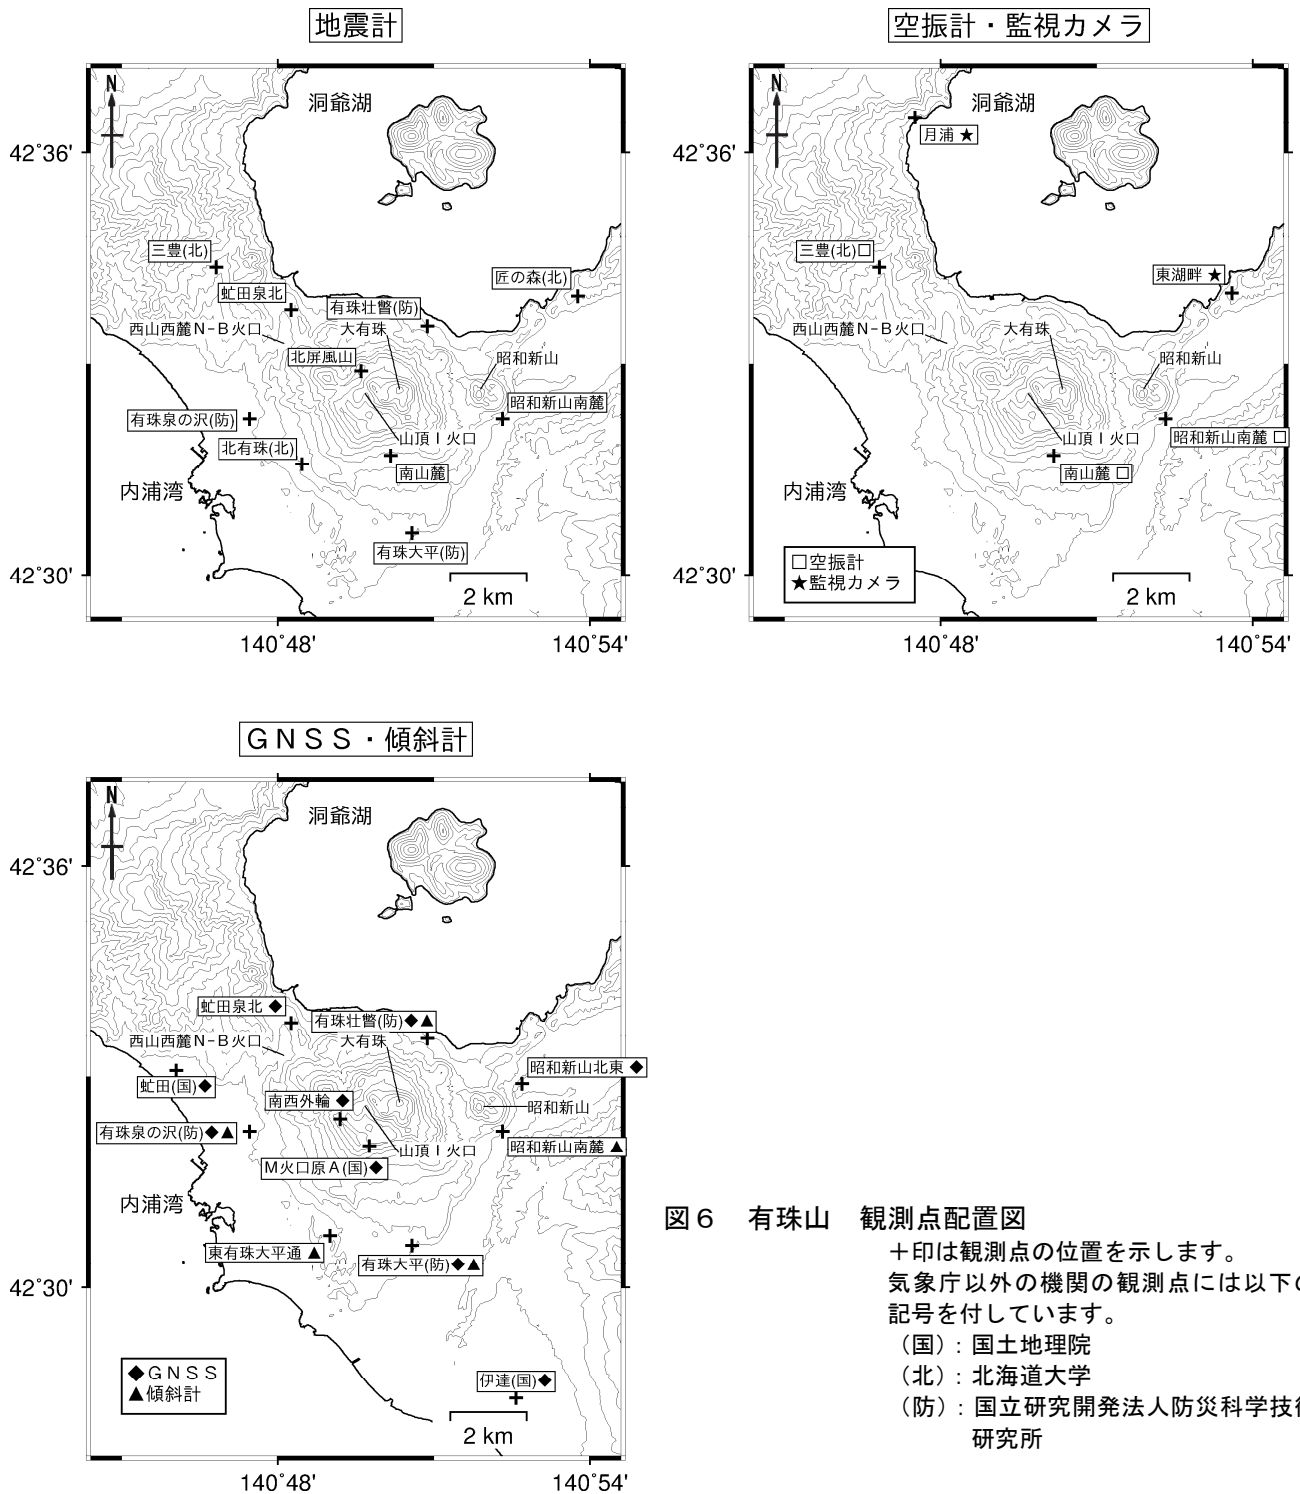 地震計
N
洞爺湖
42°36'
三豊(北)
匠の森(北)
虻田泉北
有珠壮瞥(防)
西山西麓N-B火口
大有珠
北屏風山
昭和新山
昭和新山南麓
有珠泉の沢(防)
北有珠(北)
山頂Ⅰ火口
南山麓
内浦湾
有珠大平(防)
42°30'
2 km
140°48'
140°54'
空振計・監視カメラ
N
洞爺湖
月浦 ★
42°36'
三豊(北)□
東湖畔 ★
西山西麓N-B火口
大有珠
昭和新山
山頂Ⅰ火口
昭和新山南麓 □
南山麓 □
内浦湾
□空振計
★監視カメラ
42°30'
2 km
140°48'
140°54'
GNSS・傾斜計
N
洞爺湖
42°36'
虻田泉北 ◆
有珠壮瞥(防)◆▲
西山西麓N-B火口
大有珠
昭和新山北東 ◆
虻田(国)◆
南西外輪 ◆
昭和新山
有珠泉の沢(防)◆▲
山頂Ⅰ火口
昭和新山南麓 ▲
M火口原A(国)◆
内浦湾
東有珠大平通 ▲
有珠大平(防)◆▲
42°30'
◆GNSS
▲傾斜計
伊達(国)◆
2 km
140°48'
140°54'
図6 有珠山 観測点配置図
+印は観測点の位置を示します。
気象庁以外の機関の観測点には以下の
記号を付しています。
(国):国土地理院
(北):北海道大学
(防):国立研究開発法人防災科学技術
研究所